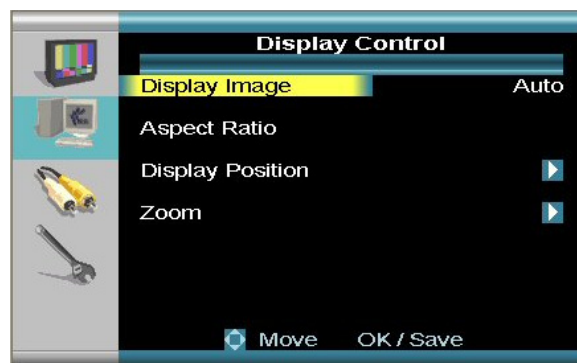 Display Control
Display Image Auto
Aspect Ratio
Display Position
Zoom
Move OK / Save